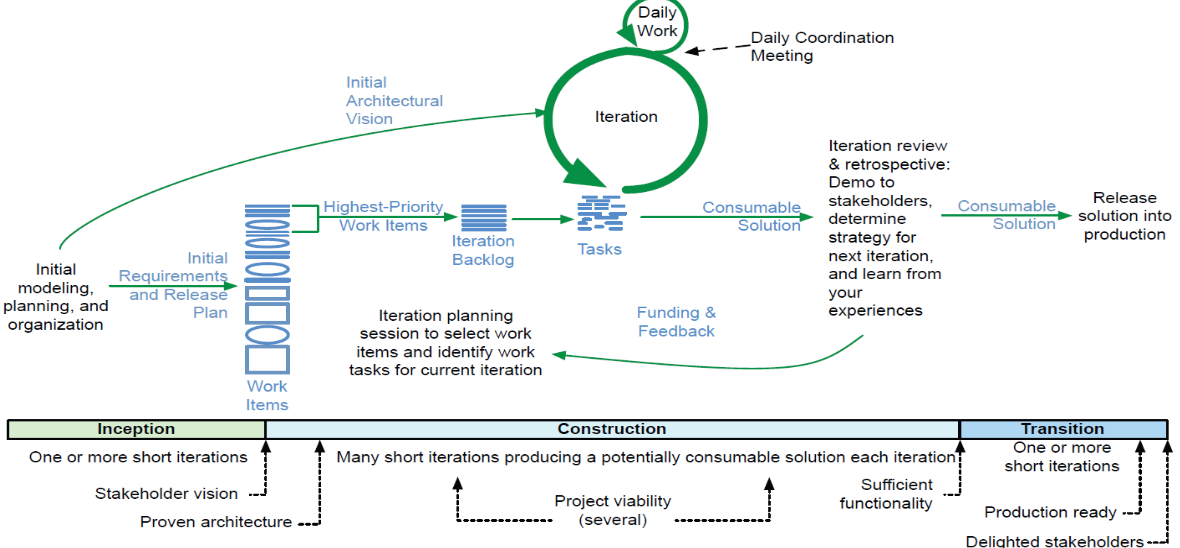 Daily
Work
Daily Coordination
Meeting
Initial
Architectural
Vision
Iteration
Iteration review
& retrospective:
Demo to
stakeholders,
determine
strategy for
next iteration,
and learn from
your
experiences
Highest-Priority
Work Items
Iteration
Backlog
Tasks
Consumable
Solution
Consumable
Solution
Release
solution into
production
Initial
modeling,
planning, and
organization
Initial
Requirements
and Release
Plan
Work
Items
Iteration planning
session to select work
items and identify work
tasks for current iteration
Funding &
Feedback
Inception
Construction
Transition
One or more short iterations
Many short iterations producing a potentially consumable solution each iteration
One or more
short iterations
Stakeholder vision
Proven architecture
Project viability
(several)
Sufficient
functionality
Production ready
Delighted stakeholders